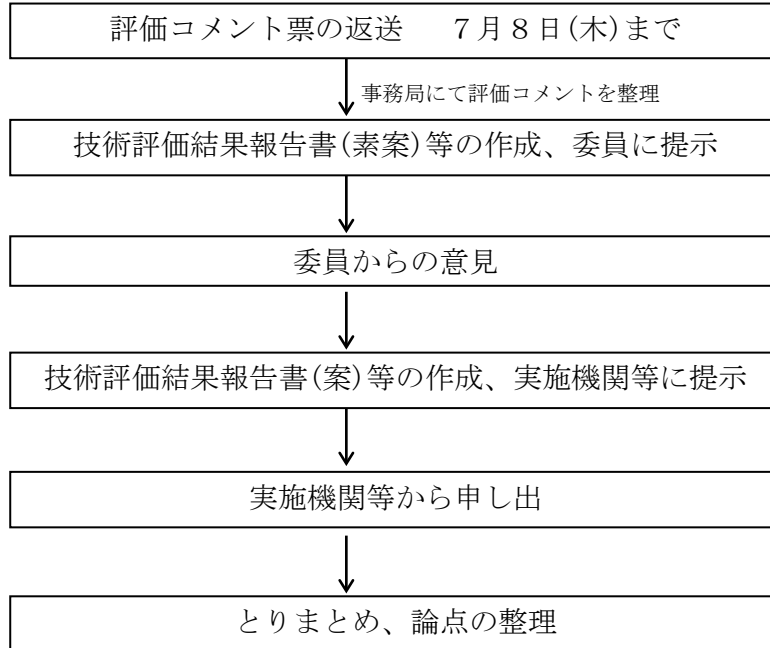 評価コメント票の返送　７月８日(木)まで
事務局にて評価コメントを整理
技術評価結果報告書(素案)等の作成、委員に提示
委員からの意見
技術評価結果報告書(案)等の作成、実施機関等に提示
実施機関等から申し出
とりまとめ、論点の整理